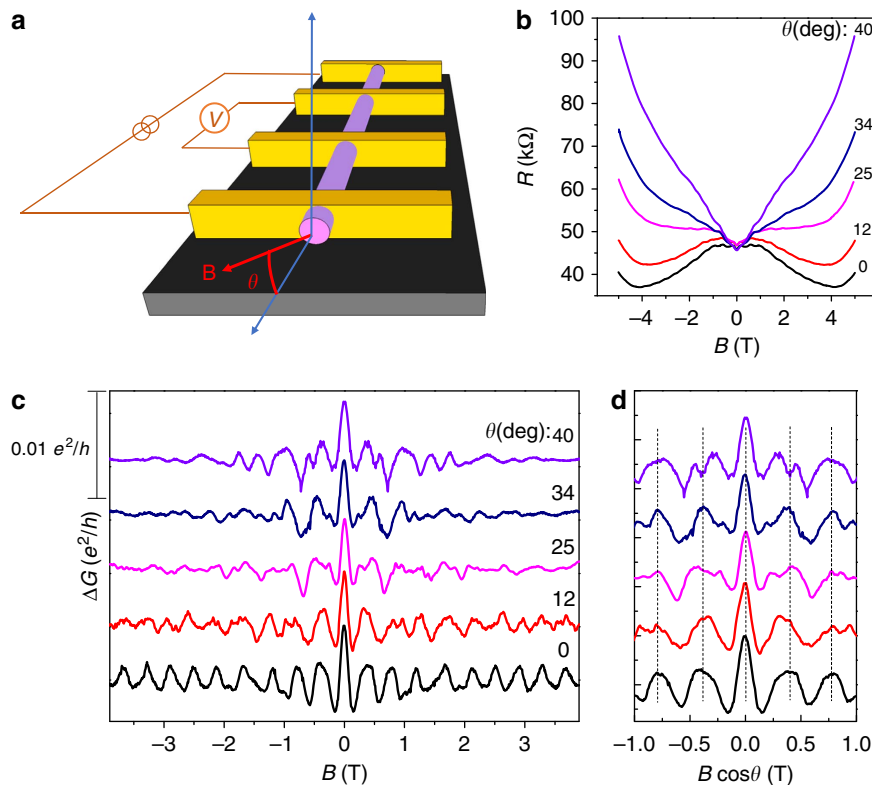 a
V
B
θ
b
θ(deg): 40
34
25
12
0
100
90
80
70
60
50
40
R (kΩ)
−4 −2 0 2 4
B (T)
c
0.01 e²/h
ΔG (e²/h)
θ(deg): 40
34
25
12
0
−3 −2 −1 0 1 2 3
B (T)
d
−1.0 −0.5 0.0 0.5 1.0
B cosθ (T)